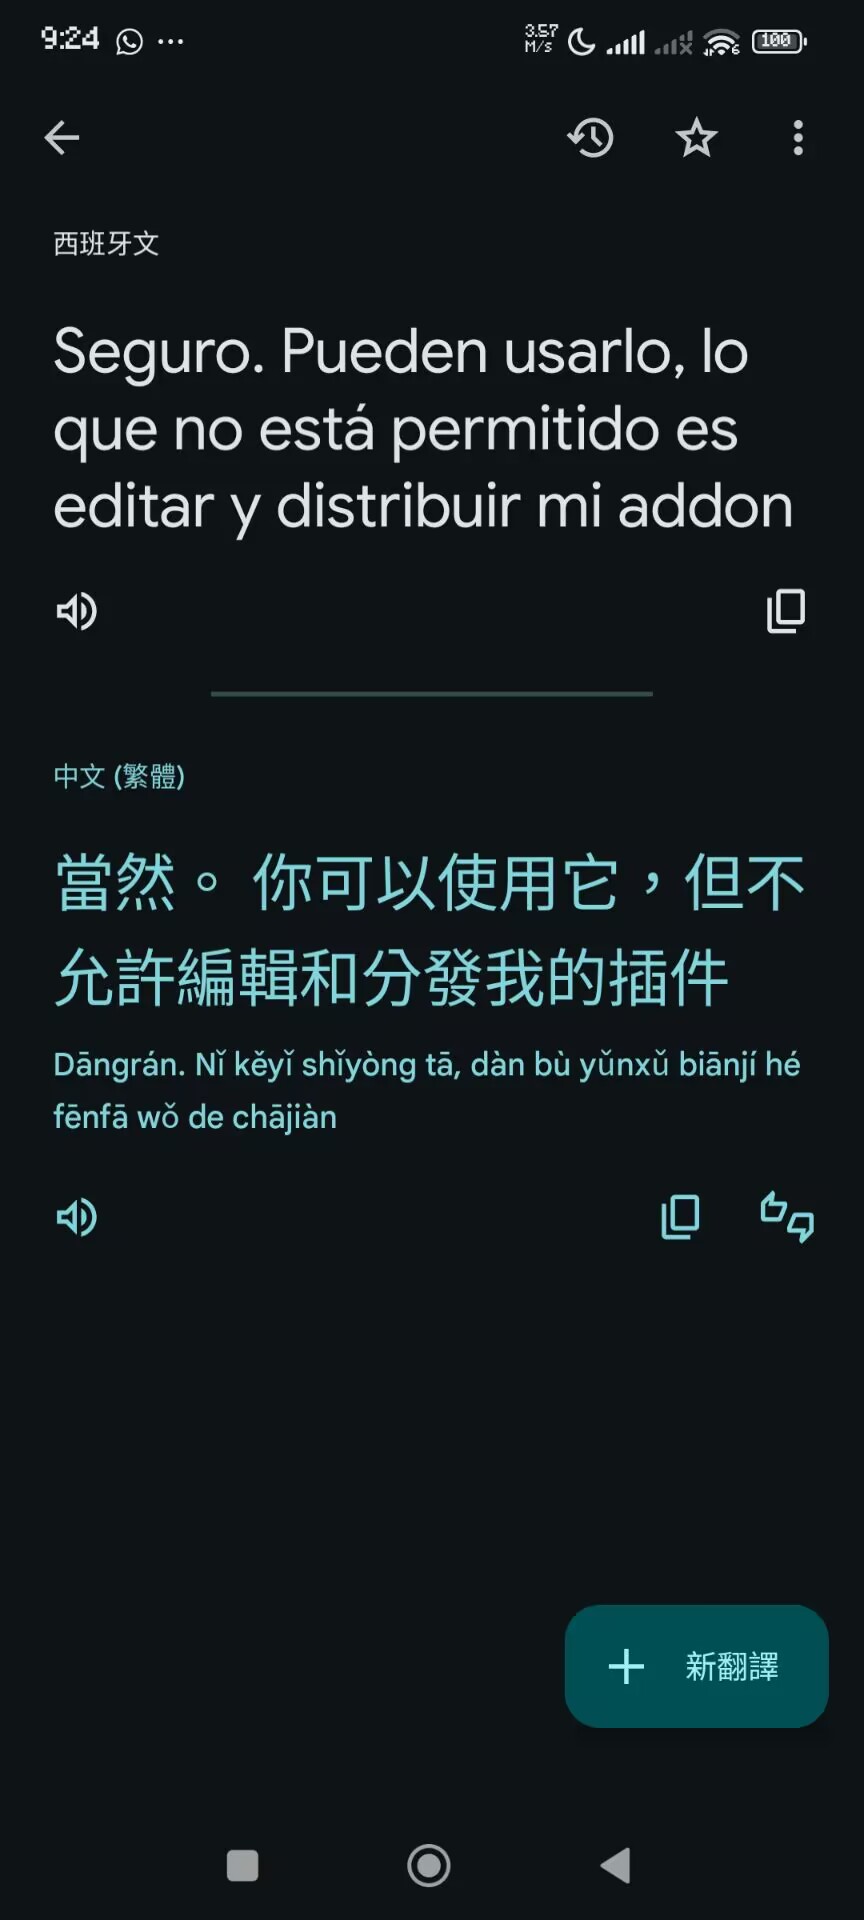 9:24
3.57
M/s
6
100
西班牙文
Seguro. Pueden usarlo, lo
que no está permitido es
editar y distribuir mi addon
中文 (繁體)
當然。 你可以使用它，但不
允許編輯和分發我的插件
Dāngrán. Nǐ kěyǐ shǐyòng tā, dàn bù yǔnxǔ biānjí hé
fēnfā wǒ de chājiàn
新翻譯